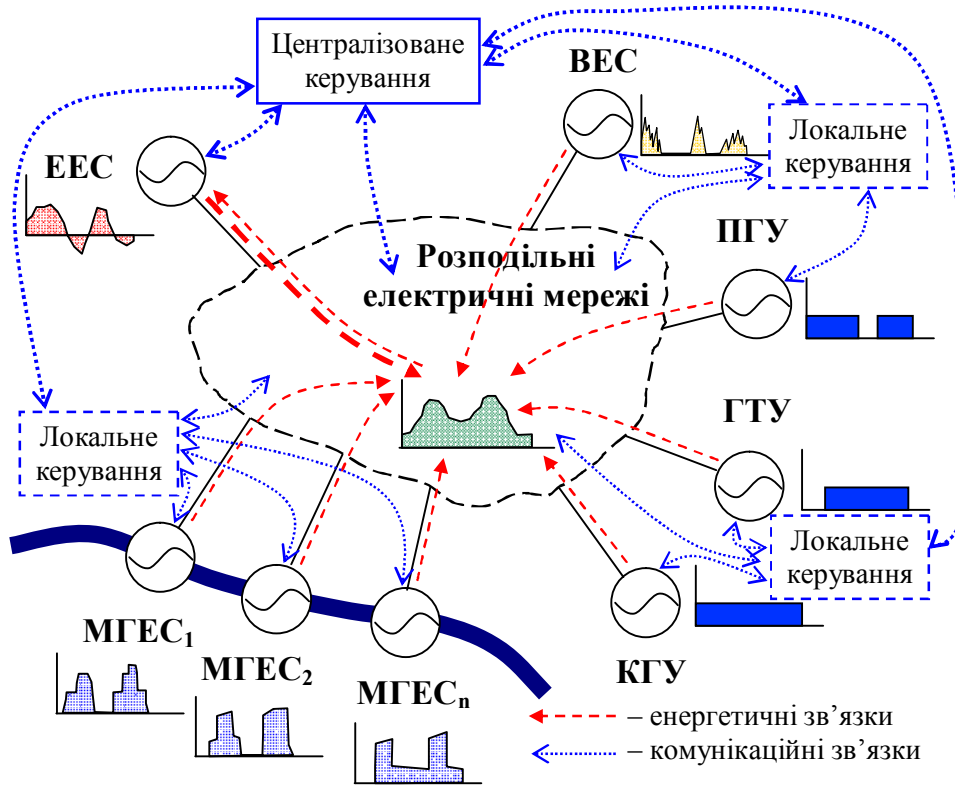 Централізоване
керування
ВЕС
Локальне
керування
ЕЕС
ПГУ
Розподільні
електричні мережі
ГТУ
Локальне
керування
Локальне
керування
МГЕС₁
МГЕС₂
МГЕСₙ
КГУ
– енергетичні зв’язки
– комунікаційні зв’язки